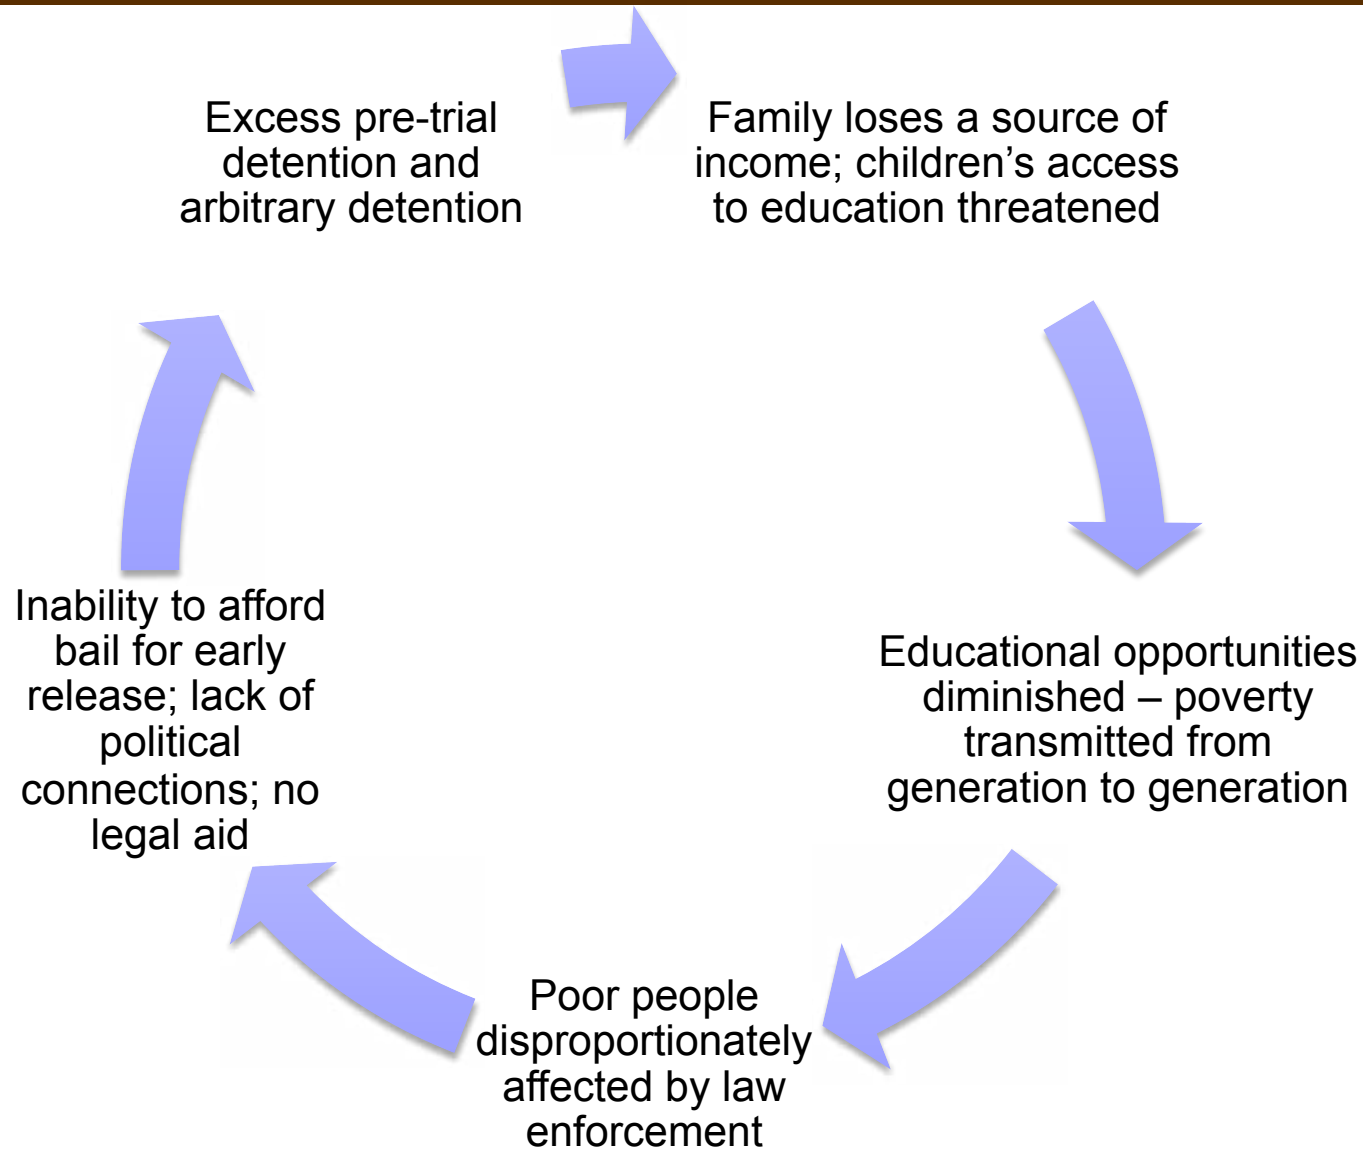 Excess pre-trial
detention and
arbitrary detention
Family loses a source of
income; children’s access
to education threatened
Educational opportunities
diminished – poverty
transmitted from
generation to generation
Poor people
disproportionately
affected by law
enforcement
Inability to afford
bail for early
release; lack of
political
connections; no
legal aid